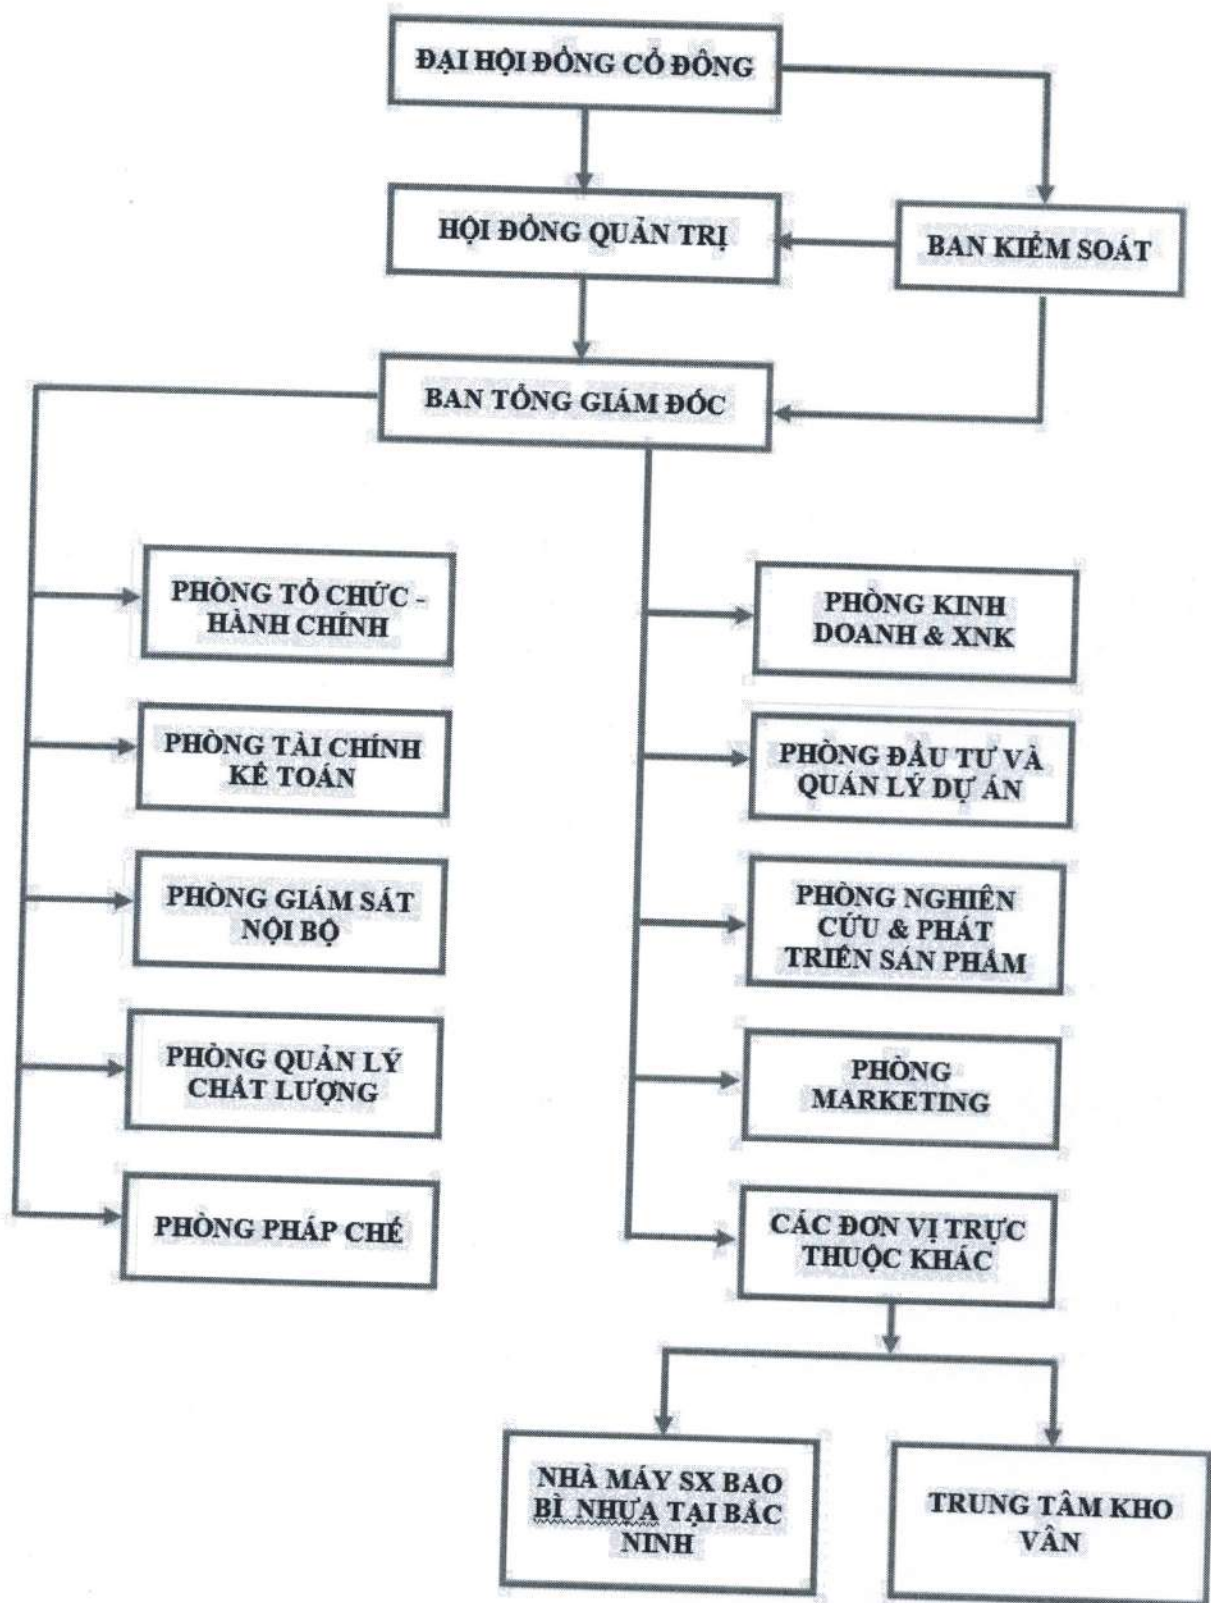 ĐẠI HỘI ĐỒNG CỔ ĐÔNG
HỘI ĐỒNG QUẢN TRỊ
BAN KIỂM SOÁT
BAN TỔNG GIÁM ĐỐC
PHÒNG TỔ CHỨC -
HÀNH CHÍNH
PHÒNG TÀI CHÍNH
KẾ TOÁN
PHÒNG GIÁM SÁT
NỘI BỘ
PHÒNG QUẢN LÝ
CHẤT LƯỢNG
PHÒNG PHÁP CHẾ
PHÒNG KINH
DOANH & XNK
PHÒNG ĐẦU TƯ VÀ
QUẢN LÝ DỰ ÁN
PHÒNG NGHIÊN
CỨU & PHÁT
TRIỂN SẢN PHẨM
PHÒNG
MARKETING
CÁC ĐƠN VỊ TRỰC
THUỘC KHÁC
NHÀ MÁY SX BAO
BÌ NHỰA TẠI BẮC
NINH
TRUNG TÂM KHO
VẬN